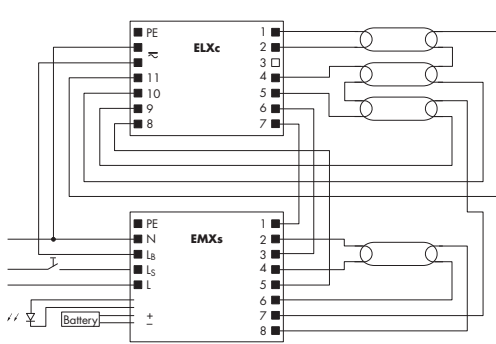 PE ELXc 1
~ 2
3
11 4
10 5
9 6
8 7
PE 1
N EMXs 2
LB 3
LS 4
L 5
6
+ 7
Battery − 8